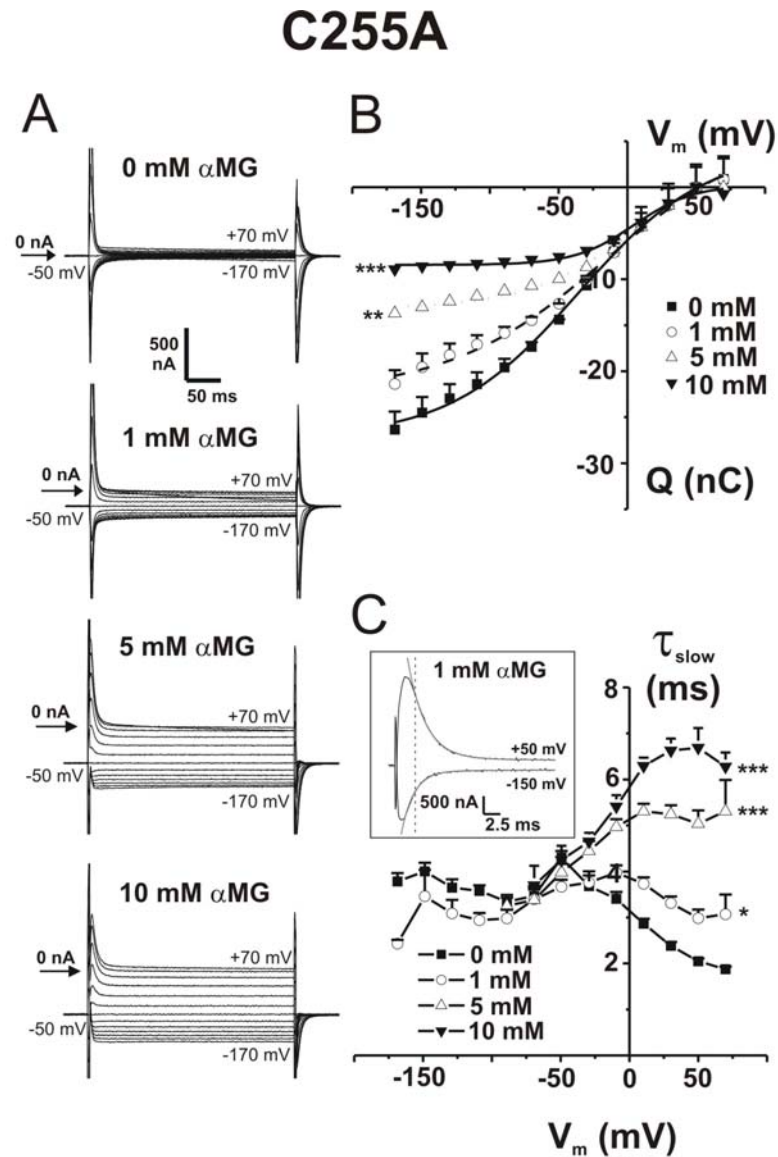 C255A
A
0 mM αMG
+70 mV
0 nA
-50 mV
-170 mV
500
nA
50 ms
1 mM αMG
0 nA
+70 mV
-50 mV
-170 mV
5 mM αMG
0 nA
+70 mV
-50 mV
-170 mV
10 mM αMG
0 nA
+70 mV
-50 mV
-170 mV
B
Vm (mV)
-150
-50
50
***
**
-10
-20
-30
0 mM
1 mM
5 mM
10 mM
Q (nC)
C
τslow
(ms)
1 mM αMG
+50 mV
-150 mV
500 nA
2.5 ms
8
6
4
2
***
***
*
0 mM
1 mM
5 mM
10 mM
-150
-50
0
50
Vm (mV)